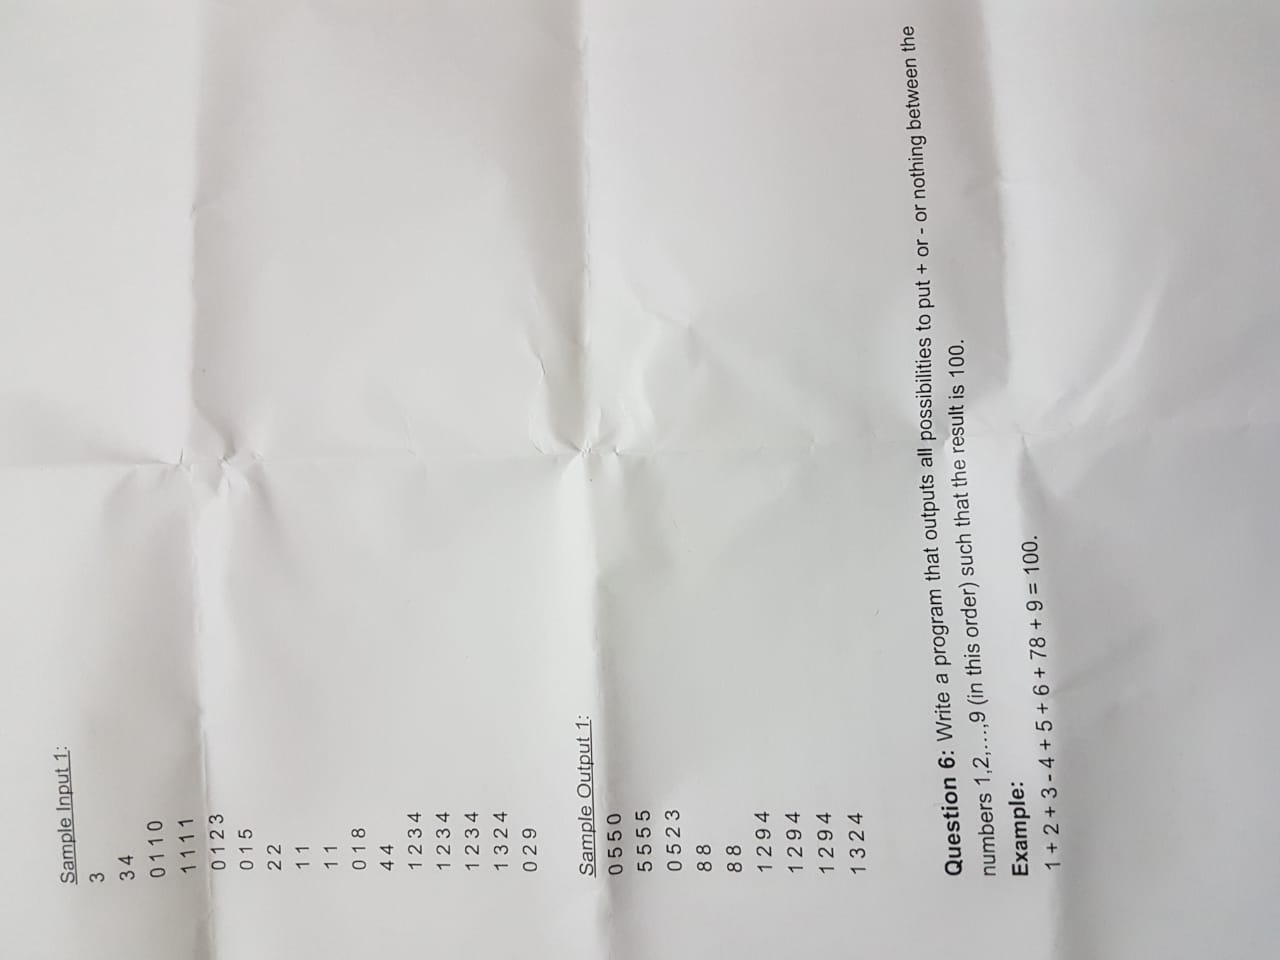 Sample Input 1:
3
3 4
0 1 1 0
1 1 1 1
0 1 2 3
0 1 5
2 2
1 1
1 1
0 1 8
4 4
1 2 3 4
1 2 3 4
1 2 3 4
1 3 2 4
0 2 9
Sample Output 1:
0 5 5 0
5 5 5 5
0 5 2 3
8 8
8 8
1 2 9 4
1 2 9 4
1 2 9 4
1 3 2 4
Question 6: Write a program that outputs all possibilities to put + or - or nothing between the
numbers 1,2,...,9 (in this order) such that the result is 100.
Example:
1 + 2 + 3 - 4 + 5 + 6 + 78 + 9 = 100.